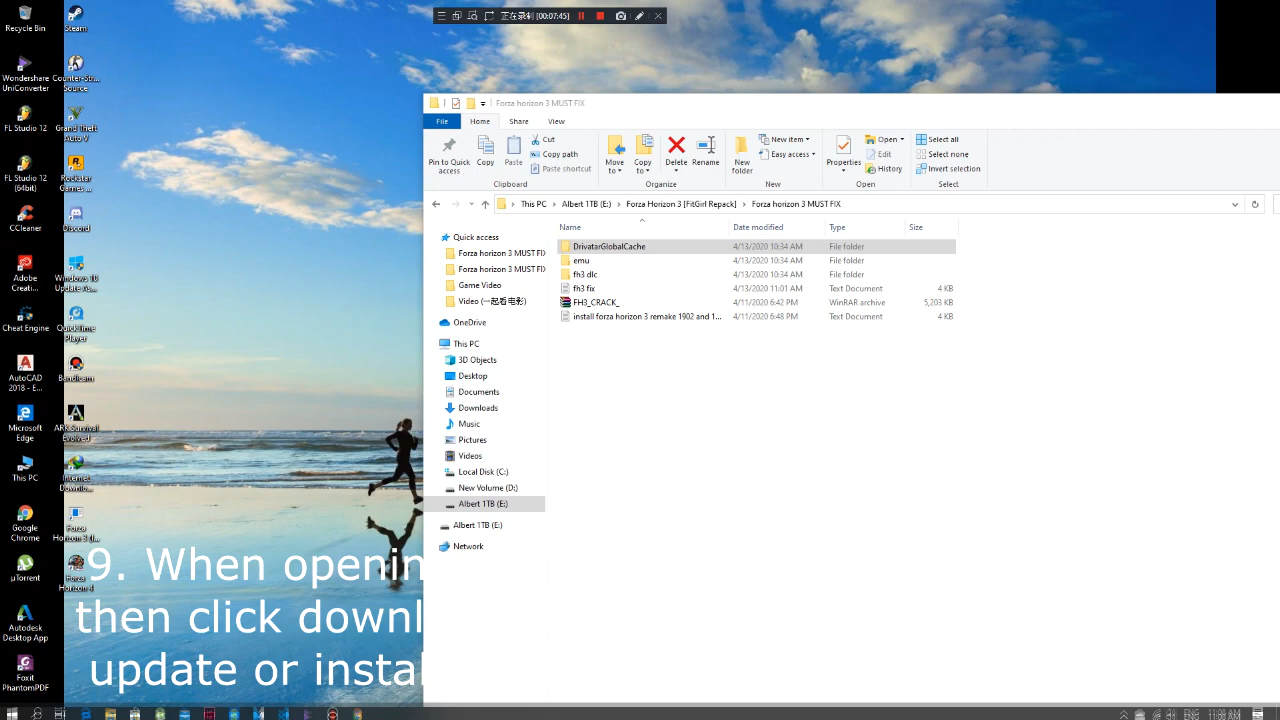 正在录制 [00:07:45]
Recycle Bin
Steam
Wondershare UniConverter
Counter-Str... Source
FL Studio 12
Grand Theft Auto V
FL Studio 12 (64bit)
Rockstar Games ...
CCleaner
Discord
Adobe Creati...
Windows 10 Update As...
Cheat Engine
QuickTime Player
AutoCAD 2018 - E...
Bandicam
Microsoft Edge
ARK Survival Evolved
This PC
Internet Downlo...
Google Chrome
Forza Horizon 3 (I...
µTorrent
Forza Horizon 4
Autodesk Desktop App
Foxit PhantomPDF
Forza horizon 3 MUST FIX
File Home Share View
Pin to Quick access
Copy
Paste
Cut
Copy path
Paste shortcut
Clipboard
Move to
Copy to
Delete
Rename
Organize
New folder
New item
Easy access
New
Properties
Open
Edit
History
Open
Select all
Select none
Invert selection
Select
This PC > Albert 1TB (E:) > Forza Horizon 3 [FitGirl Repack] > Forza horizon 3 MUST FIX
Quick access
Forza horizon 3 MUST FIX
Forza horizon 3 MUST FIX
Game Video
Video (一起看电影)
OneDrive
This PC
3D Objects
Desktop
Documents
Downloads
Music
Pictures
Videos
Local Disk (C:)
New Volume (D:)
Albert 1TB (E:)
Albert 1TB (E:)
Network
Name Date modified Type Size
DrivatarGlobalCache 4/13/2020 10:34 AM File folder
emu 4/13/2020 10:34 AM File folder
fh3 dlc 4/13/2020 10:34 AM File folder
fh3 fix 4/13/2020 11:01 AM Text Document 4 KB
FH3_CRACK_ 4/11/2020 6:42 PM WinRAR archive 5,203 KB
install forza horizon 3 remake 1902 and 1... 4/11/2020 6:48 PM Text Document 4 KB
9. When openin
then click downl
update or instal
ENG 11:08 AM